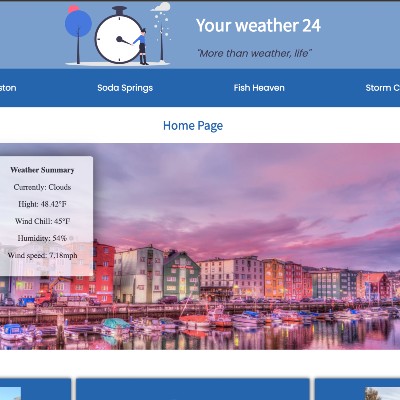 Your weather 24
"More than weather, life"
ston Soda Springs Fish Heaven Storm C
Home Page
Weather Summary
Currently: Clouds
Hight: 48.42°F
Wind Chill: 45°F
Humidity: 54%
Wind speed: 7.18mph